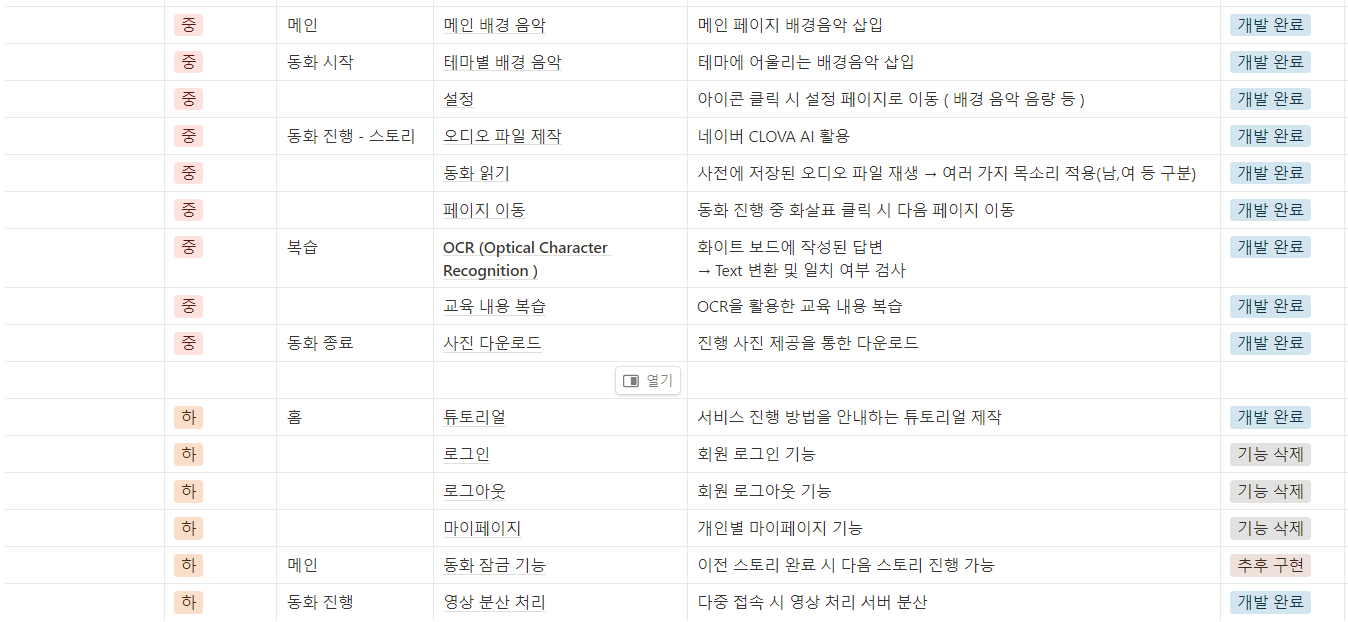 중 메인 메인 배경 음악 메인 페이지 배경음악 삽입 개발 완료
중 동화 시작 테마별 배경 음악 테마에 어울리는 배경음악 삽입 개발 완료
중 설정 아이콘 클릭 시 설정 페이지로 이동 ( 배경 음악 음량 등 ) 개발 완료
중 동화 진행 - 스토리 오디오 파일 제작 네이버 CLOVA AI 활용 개발 완료
중 동화 읽기 사전에 저장된 오디오 파일 재생 → 여러 가지 목소리 적용(남,여 등 구분) 개발 완료
중 페이지 이동 동화 진행 중 화살표 클릭 시 다음 페이지 이동 개발 완료
중 복습 OCR (Optical Character 화이트 보드에 작성된 답변 개발 완료
Recognition ) → Text 변환 및 일치 여부 검사
중 교육 내용 복습 OCR을 활용한 교육 내용 복습 개발 완료
중 동화 종료 사진 다운로드 진행 사진 제공을 통한 다운로드 개발 완료
열기
하 홈 튜토리얼 서비스 진행 방법을 안내하는 튜토리얼 제작 개발 완료
하 로그인 회원 로그인 기능 기능 삭제
하 로그아웃 회원 로그아웃 기능 기능 삭제
하 마이페이지 개인별 마이페이지 기능 기능 삭제
하 메인 동화 잠금 기능 이전 스토리 완료 시 다음 스토리 진행 가능 추후 구현
하 동화 진행 영상 분산 처리 다중 접속 시 영상 처리 서버 분산 개발 완료